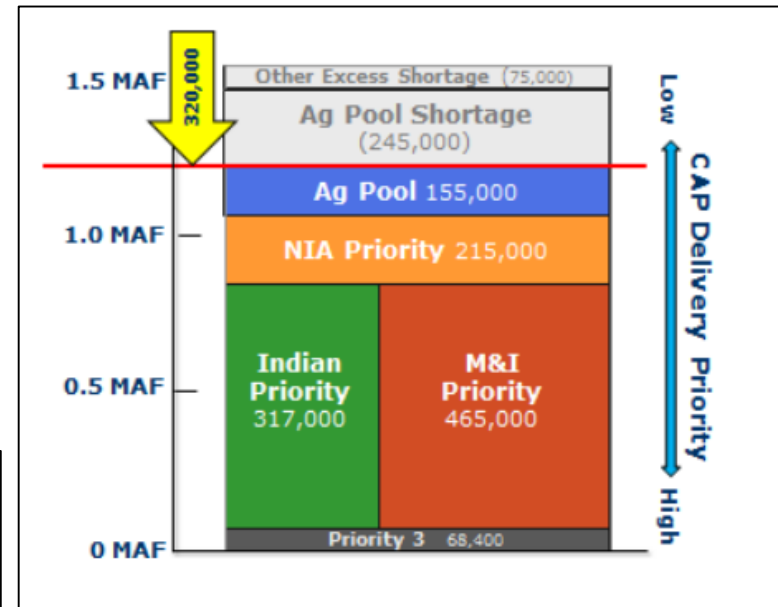 320,000
1.5 MAF
Other Excess Shortage (75,000)
Ag Pool Shortage
(245,000)
Ag Pool 155,000
1.0 MAF
NIA Priority 215,000
0.5 MAF
Indian
Priority
317,000
M&I
Priority
465,000
Priority 3 68,400
0 MAF
Low
CAP Delivery Priority
High